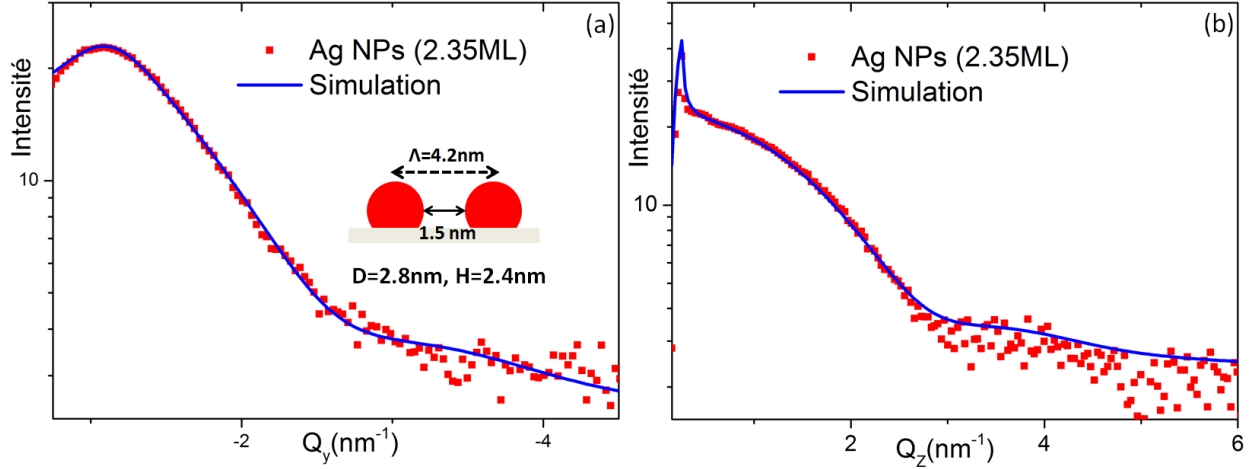 (a)
Ag NPs (2.35ML)
Simulation
Intensité
10
Λ=4.2nm
1.5 nm
D=2.8nm, H=2.4nm
-2
-4
Qy(nm-1)
(b)
Ag NPs (2.35ML)
Simulation
Intensité
10
2
4
6
QZ(nm-1)